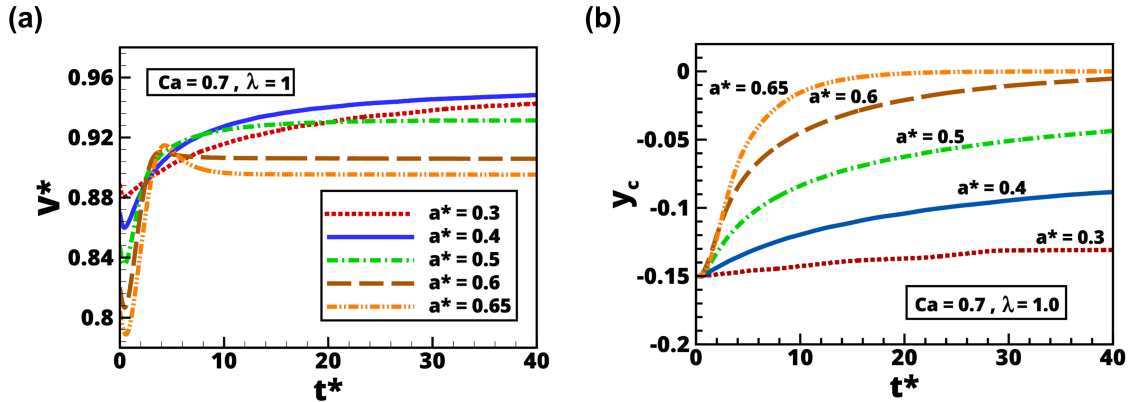 (a)
V*
0.96
0.92
0.88
0.84
0.8
Ca = 0.7 , λ = 1
a* = 0.3
a* = 0.4
a* = 0.5
a* = 0.6
a* = 0.65
0 10 20 30 40
t*
(b)
y c
0
-0.05
-0.1
-0.15
-0.2
a* = 0.65
a* = 0.6
a* = 0.5
a* = 0.4
a* = 0.3
Ca = 0.7 , λ = 1.0
0 10 20 30 40
t*